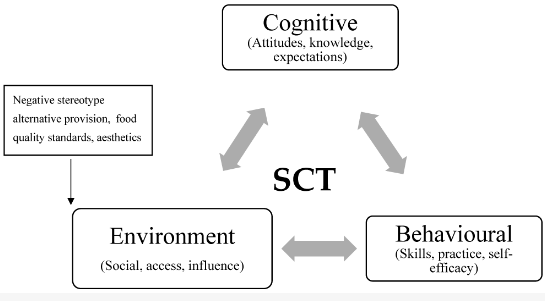 Cognitive
(Attitudes, knowledge,
expectations)
Negative stereotype
alternative provision, food
quality standards, aesthetics
SCT
Environment
(Social, access, influence)
Behavioural
(Skills, practice, self-
efficacy)